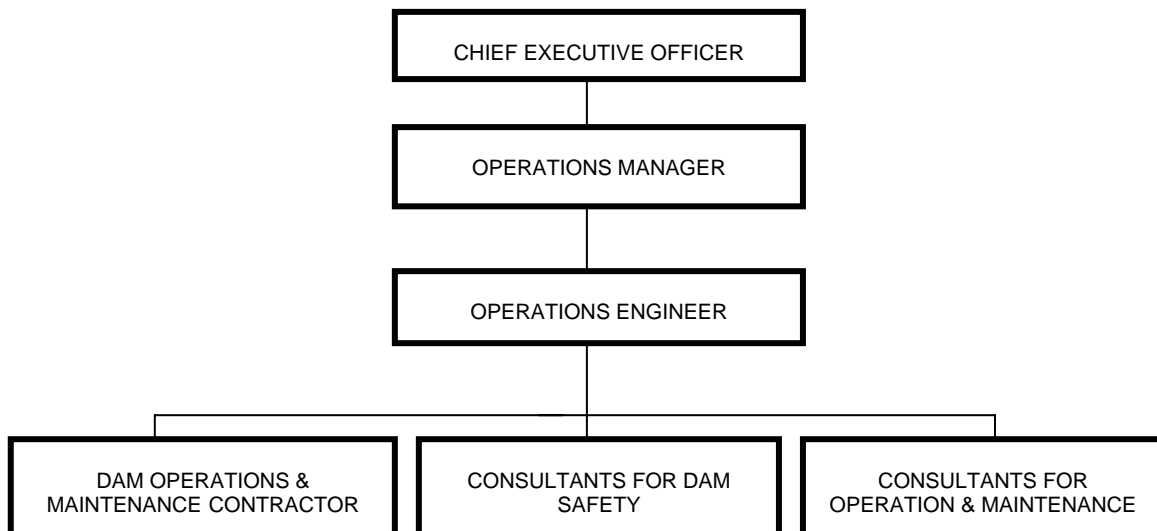 CHIEF EXECUTIVE OFFICER
OPERATIONS MANAGER
OPERATIONS ENGINEER
DAM OPERATIONS &
MAINTENANCE CONTRACTOR
CONSULTANTS FOR DAM
SAFETY
CONSULTANTS FOR
OPERATION & MAINTENANCE